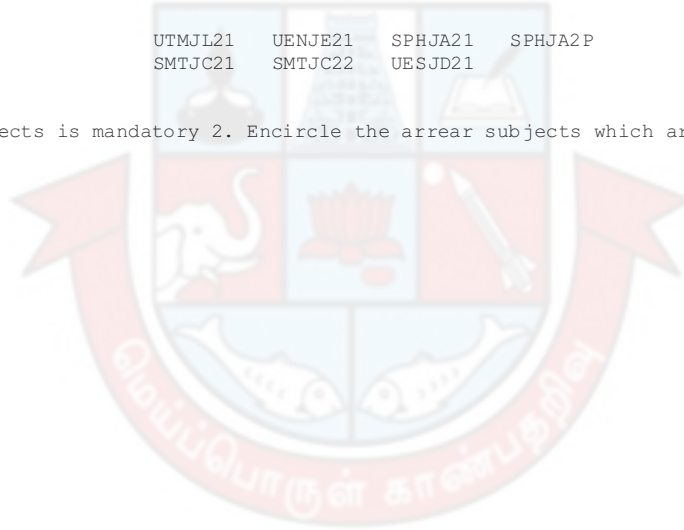 UTMJL21 UENJE21 SPHJA21 SPHJA2P
SMTJC21 SMTJC22 UESJD21
ects is mandatory 2. Encircle the arrear subjects which ar
மெய்ப்பொருள் காண்பதறிவு